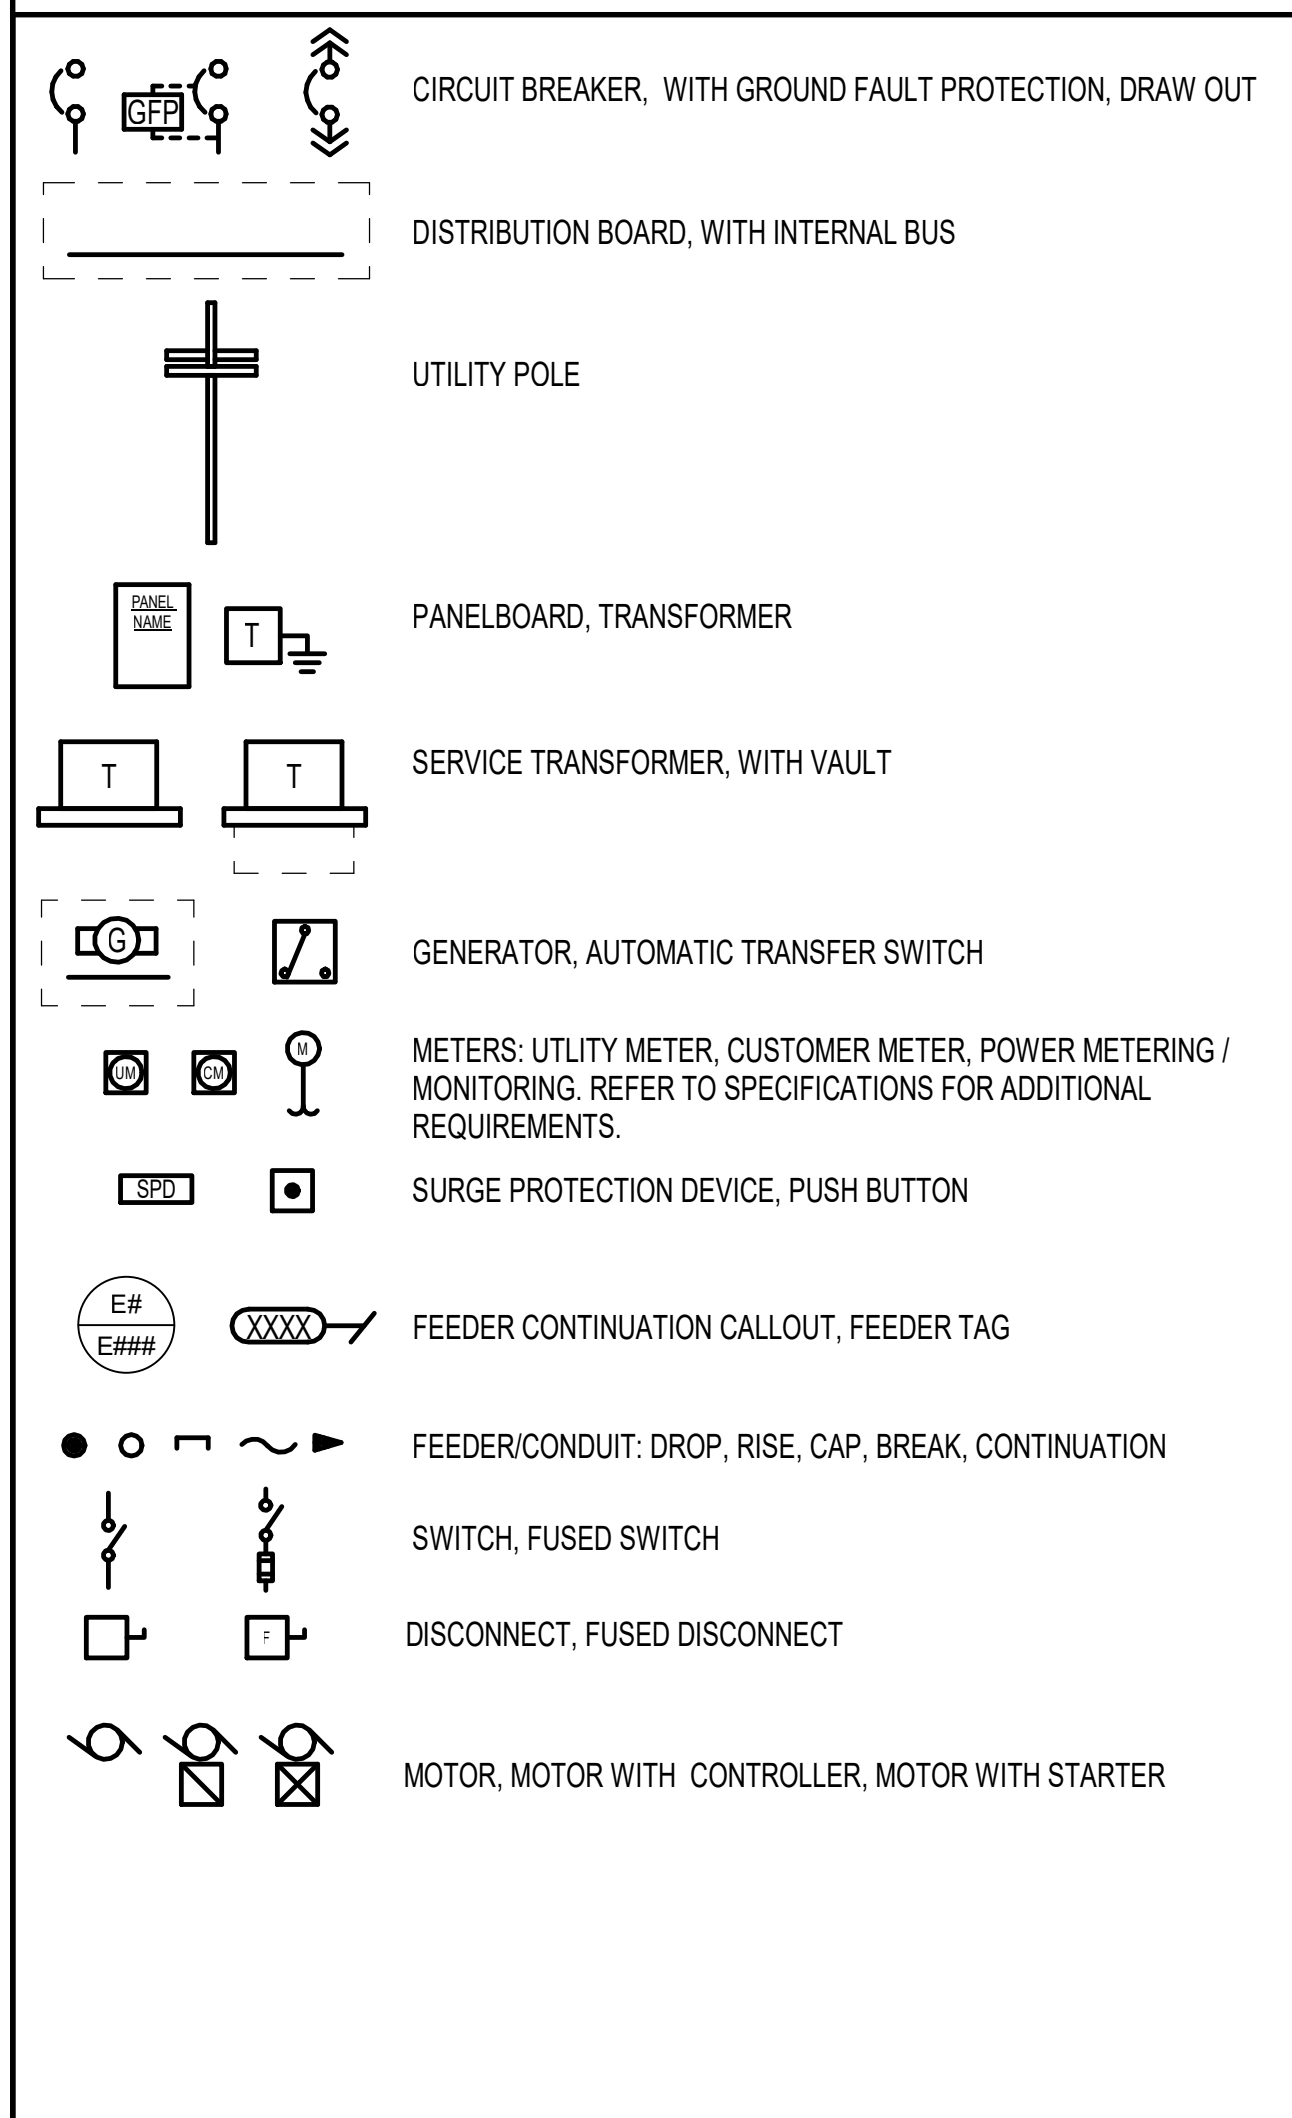 GFP
CIRCUIT BREAKER,  WITH GROUND FAULT PROTECTION, DRAW OUT
DISTRIBUTION BOARD, WITH INTERNAL BUS
UTILITY POLE
PANEL
NAME
T
PANELBOARD, TRANSFORMER
T
T
SERVICE TRANSFORMER, WITH VAULT
G
GENERATOR, AUTOMATIC TRANSFER SWITCH
UM
CM
M
METERS: UTLITY METER, CUSTOMER METER, POWER METERING /
MONITORING. REFER TO SPECIFICATIONS FOR ADDITIONAL
REQUIREMENTS.
SPD
SURGE PROTECTION DEVICE, PUSH BUTTON
E#
E###
XXXX
FEEDER CONTINUATION CALLOUT, FEEDER TAG
FEEDER/CONDUIT: DROP, RISE, CAP, BREAK, CONTINUATION
SWITCH, FUSED SWITCH
F
DISCONNECT, FUSED DISCONNECT
MOTOR, MOTOR WITH  CONTROLLER, MOTOR WITH STARTER